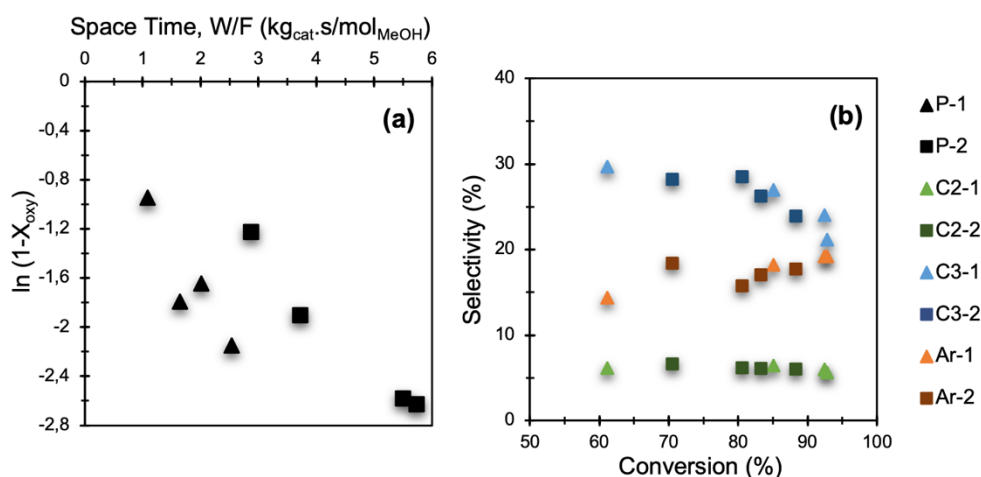 Space Time, W/F (kgcat.s/molMeOH)
0 1 2 3 4 5 6
0
-0,4
-0,8
-1,2
-1,6
-2
-2,4
-2,8
ln (1-Xoxy)
(a)
40
30
20
10
0
Selectivity (%)
(b)
50 60 70 80 90 100
Conversion (%)
P-1
P-2
C2-1
C2-2
C3-1
C3-2
Ar-1
Ar-2